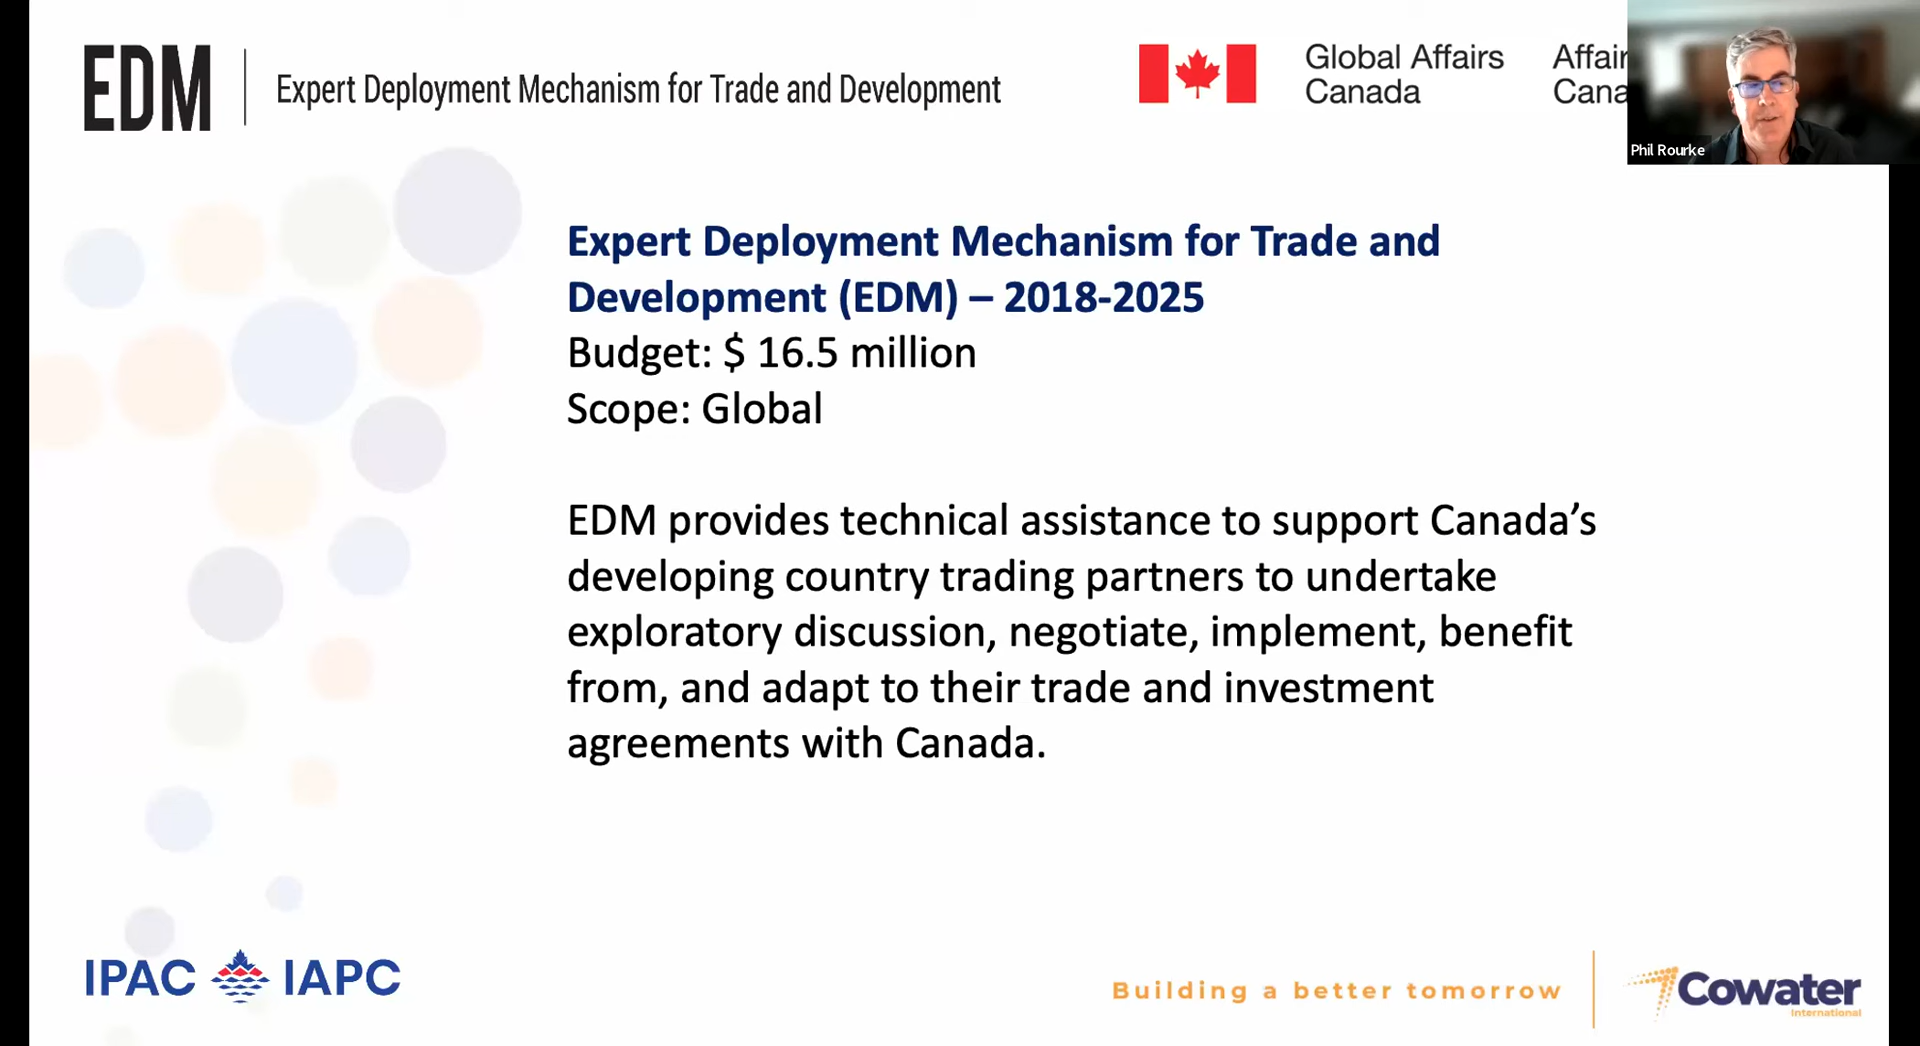 EDM
Expert Deployment Mechanism for Trade and Development
Global Affairs
Canada
Affair
Cana
Phil Rourke
Expert Deployment Mechanism for Trade and
Development (EDM) – 2018-2025
Budget: $ 16.5 million
Scope: Global
EDM provides technical assistance to support Canada’s
developing country trading partners to undertake
exploratory discussion, negotiate, implement, benefit
from, and adapt to their trade and investment
agreements with Canada.
IPAC IAPC
Building a better tomorrow
Cowater
International